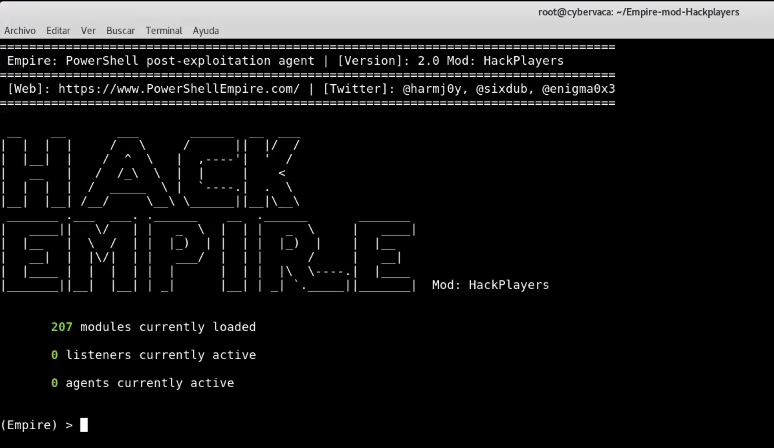 root@cybervaca: ~/Empire-mod-Hackplayers
Archivo Editar Ver Buscar Terminal Ayuda
Empire: PowerShell post-exploitation agent | [Version]: 2.0 Mod: HackPlayers
[Web]: https://www.PowerShellEmpire.com/ | [Twitter]: @harmj0y, @sixdub, @enigma0x3
HACK
EMPIRE Mod: HackPlayers
207 modules currently loaded
0 listeners currently active
0 agents currently active
(Empire) >